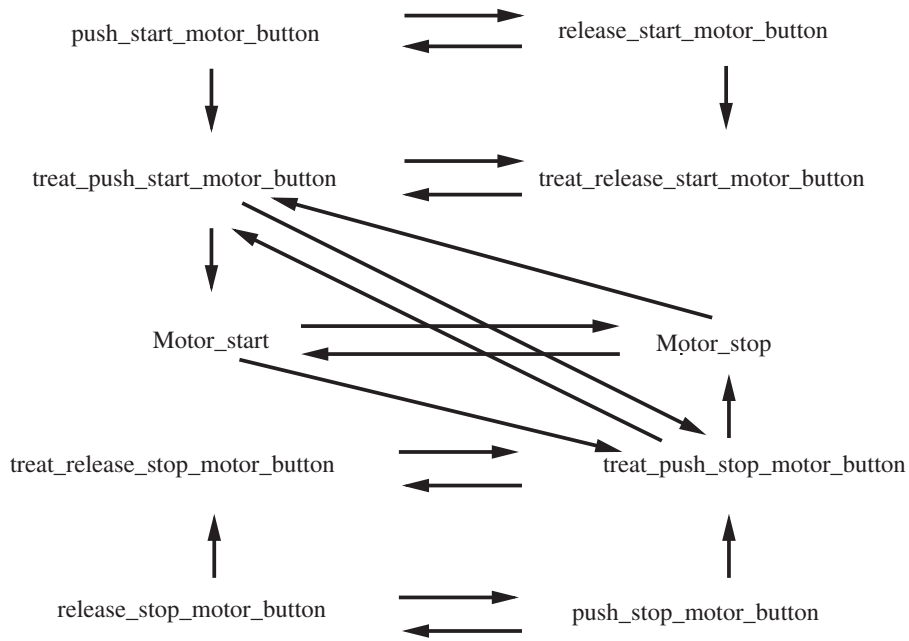 push_start_motor_button
release_start_motor_button
treat_push_start_motor_button
treat_release_start_motor_button
Motor_start
Motor_stop
treat_release_stop_motor_button
treat_push_stop_motor_button
release_stop_motor_button
push_stop_motor_button